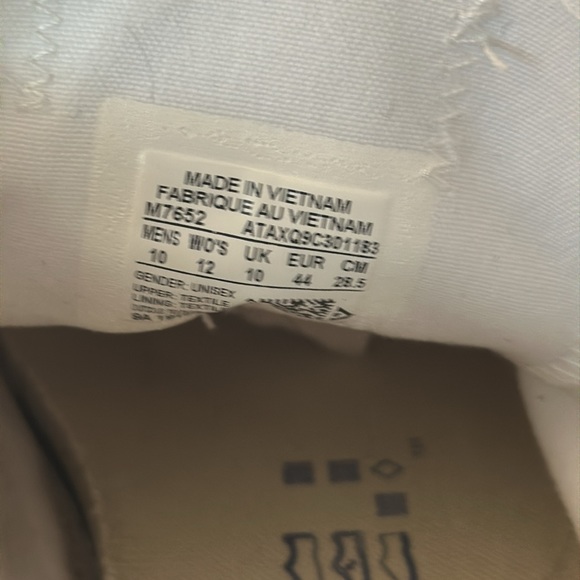 MADE IN VIETNAM
FABRIQUE AU VIETNAM
M7652 ATAXQ9C301183
MENS WO'S UK EUR CM
10 12 10 44 28.5
GENDER: UNISEX
UPPER: TEXTILE
LINING: TEXTILE